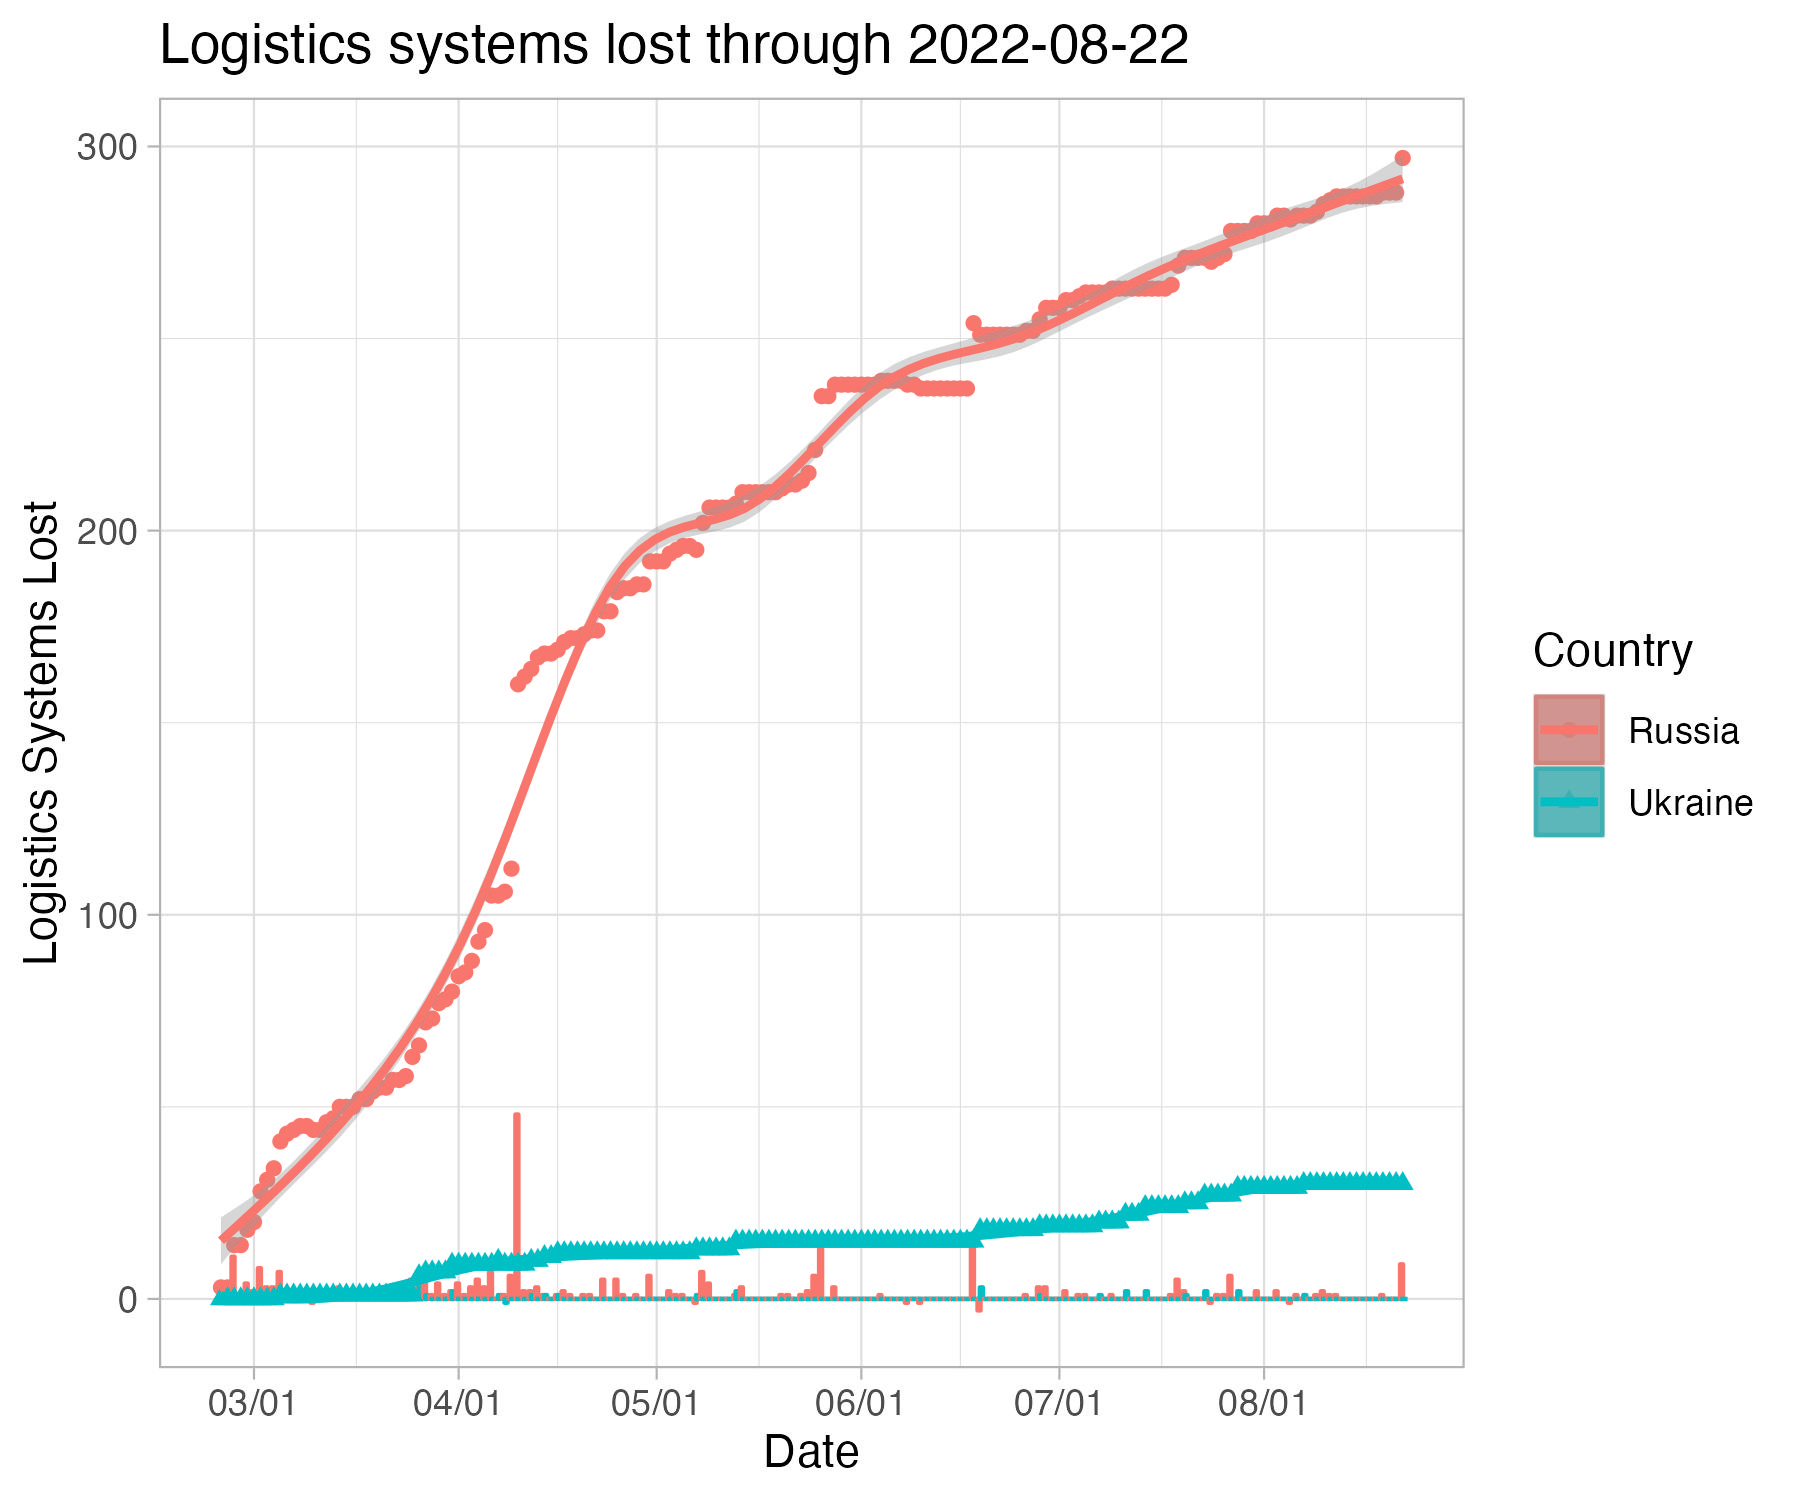 Logistics systems lost through 2022-08-22
Logistics Systems Lost
300
200
100
0
03/01
04/01
05/01
06/01
07/01
08/01
Date
Country
Russia
Ukraine